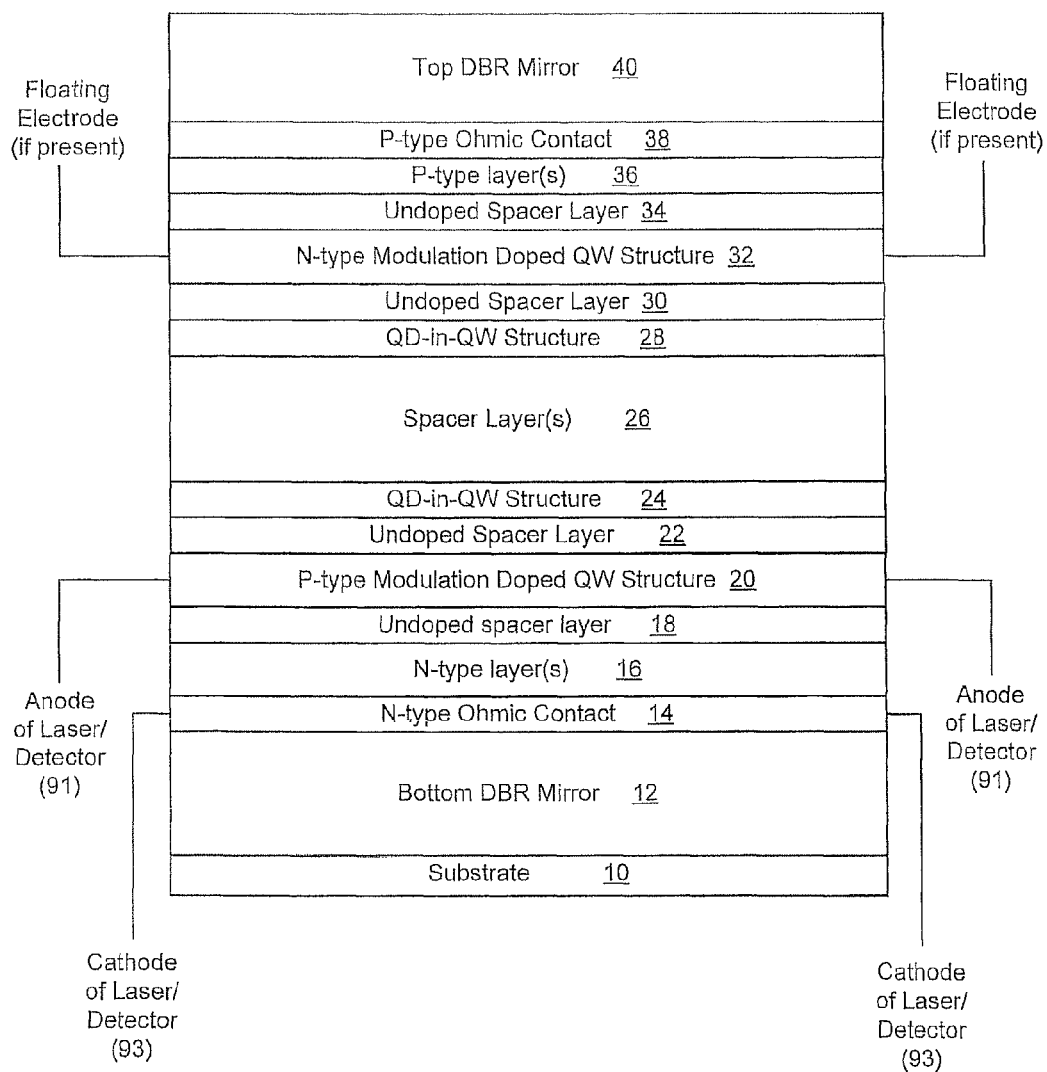 Top DBR Mirror 40
Floating
Electrode
(if present)
Floating
Electrode
(if present)
P-type Ohmic Contact 38
P-type layer(s) 36
Undoped Spacer Layer 34
N-type Modulation Doped QW Structure 32
Undoped Spacer Layer 30
QD-in-QW Structure 28
Spacer Layer(s) 26
QD-in-QW Structure 24
Undoped Spacer Layer 22
P-type Modulation Doped QW Structure 20
Undoped spacer layer 18
N-type layer(s) 16
N-type Ohmic Contact 14
Anode
of Laser/
Detector
(91)
Anode
of Laser/
Detector
(91)
Bottom DBR Mirror 12
Substrate 10
Cathode
of Laser/
Detector
(93)
Cathode
of Laser/
Detector
(93)